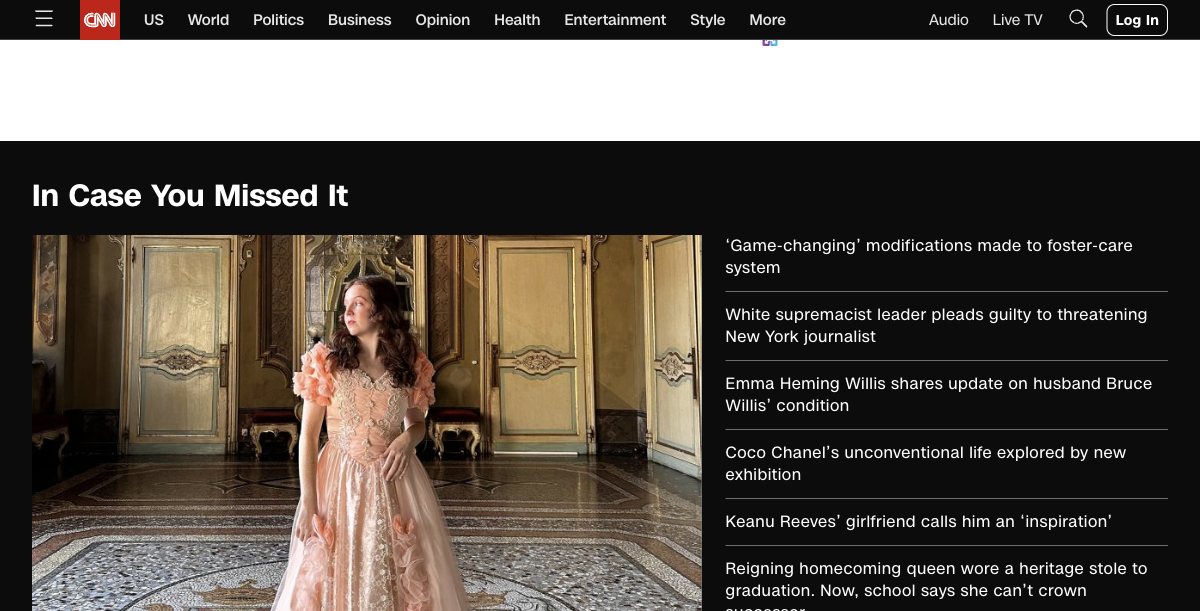 CNN
US World Politics Business Opinion Health Entertainment Style More
Audio Live TV Log In
In Case You Missed It
‘Game-changing’ modifications made to foster-care
system
White supremacist leader pleads guilty to threatening
New York journalist
Emma Heming Willis shares update on husband Bruce
Willis’ condition
Coco Chanel’s unconventional life explored by new
exhibition
Keanu Reeves’ girlfriend calls him an ‘inspiration’
Reigning homecoming queen wore a heritage stole to
graduation. Now, school says she can’t crown